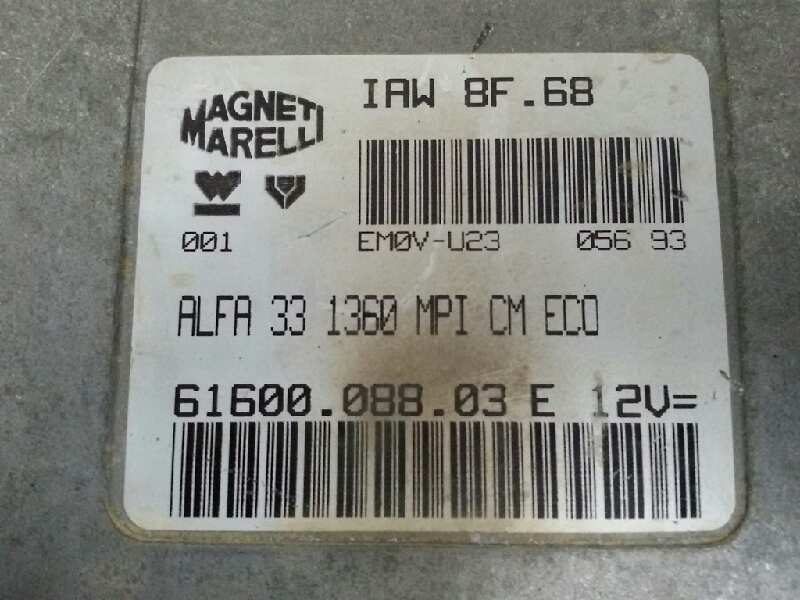 MAGNETI
MARELLI
IAW 8F.68
001
EM0V-U23 056 93
ALFA 33 1360 MPI CM ECO
61600.088.03 E 12V=